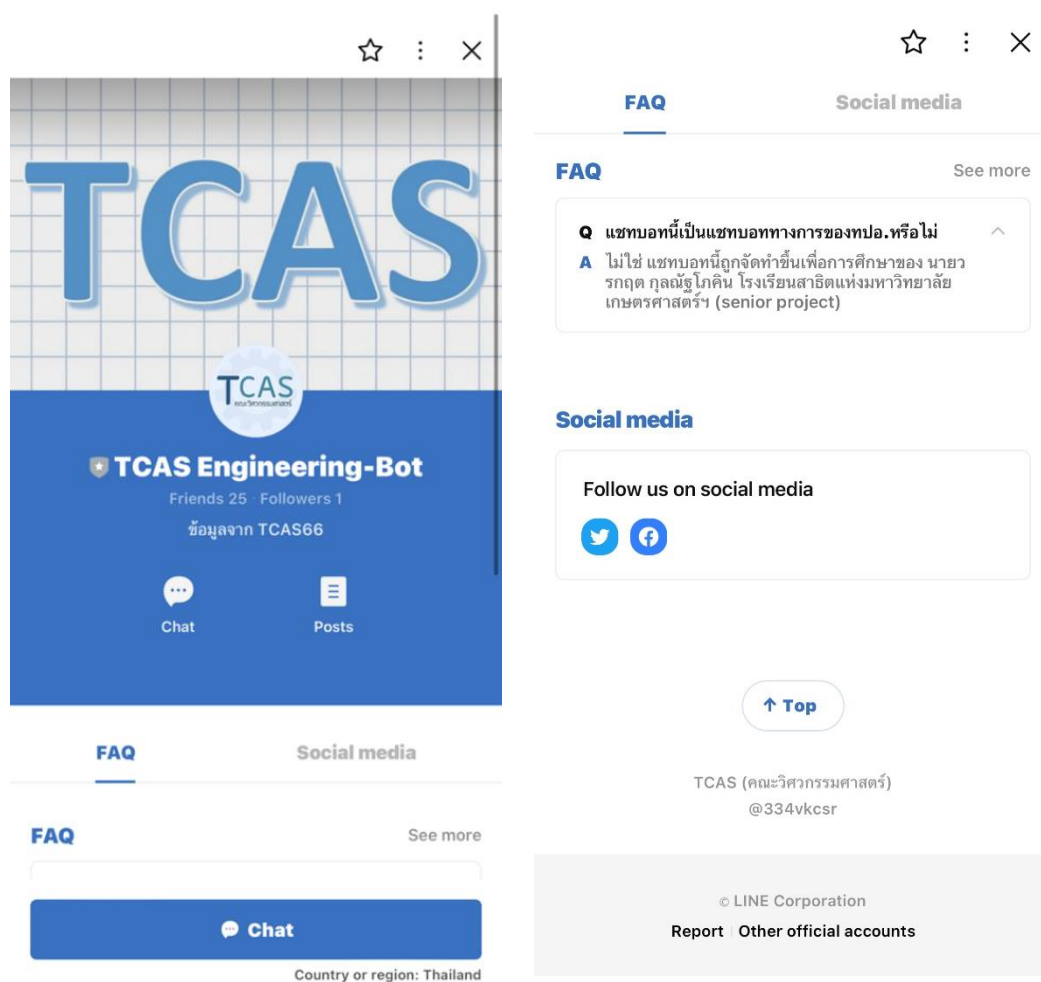 TCAS
TCAS
คณะวิศวกรรมศาสตร์
TCAS Engineering-Bot
Friends 25 · Followers 1
ข้อมูลจาก TCAS66
Chat
Posts
FAQ
Social media
FAQ
See more
Chat
Country or region: Thailand
FAQ
Social media
FAQ
See more
Q แชทบอทนี้เป็นแชทบอททางการของทปอ.หรือไม่
A ไม่ใช่ แชทบอทนี้ถูกจัดทำขึ้นเพื่อการศึกษาของ นายว
รกฤต กุลณัฐโภคิน โรงเรียนสาธิตแห่งมหาวิทยาลัย
เกษตรศาสตร์ฯ (senior project)
Social media
Follow us on social media
↑ Top
TCAS (คณะวิศวกรรมศาสตร์)
@334vkcsr
© LINE Corporation
Report | Other official accounts